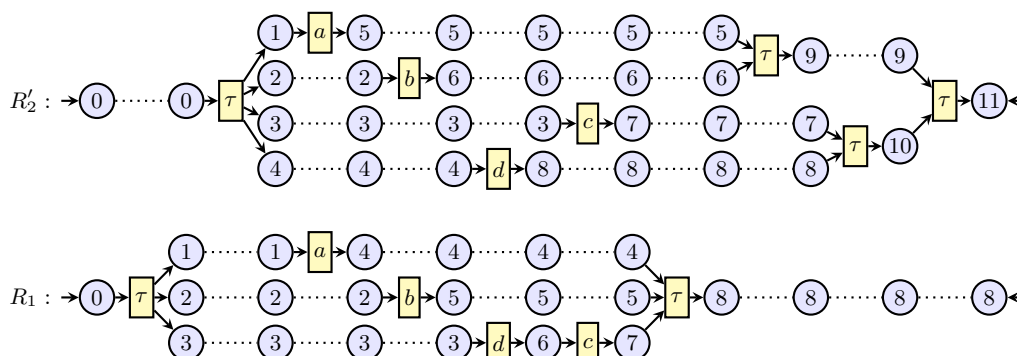 1 a 5 5 5 5 5
2 2 b 6 6 6 6 τ 9 9
R′₂ : 0 0 τ τ 11
3 3 3 3 c 7 7 7 τ 10
4 4 4 d 8 8 8 8
1 1 a 4 4 4 4
R₁ : 0 τ 2 2 2 b 5 5 5 τ 8 8 8 8
3 3 3 3 d 6 c 7